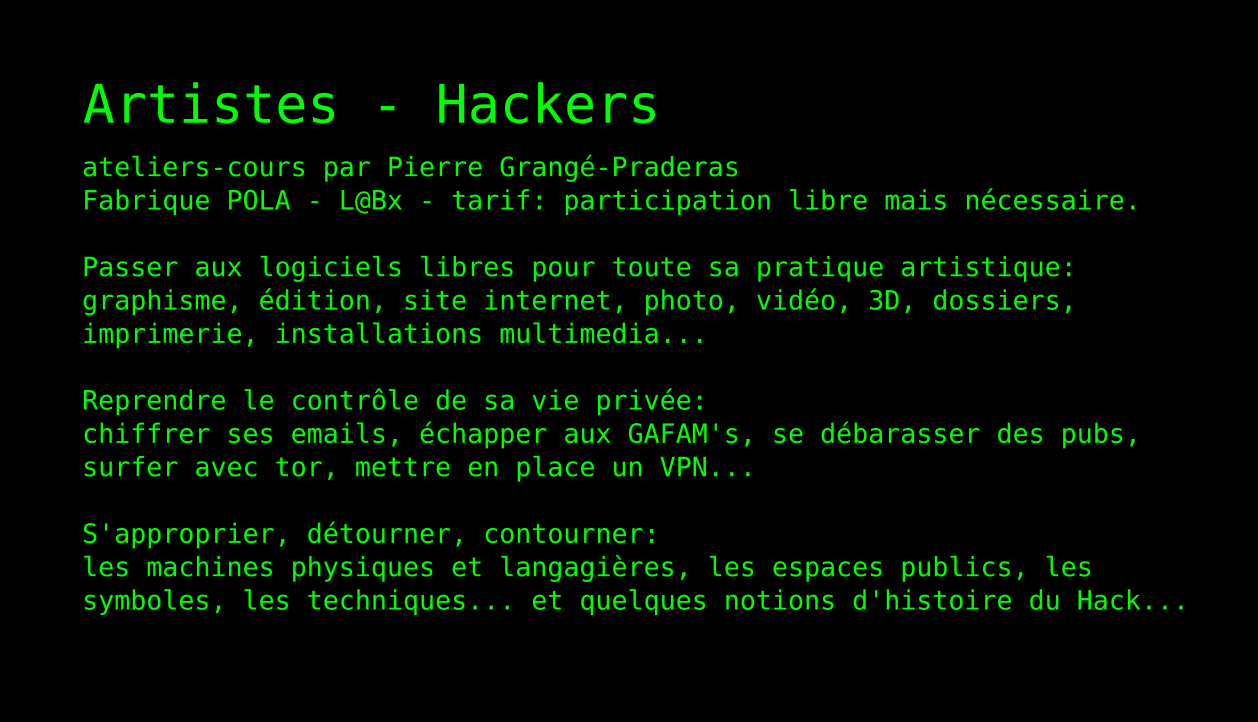 Artistes - Hackers
ateliers-cours par Pierre Grangé-Praderas
Fabrique POLA - L@Bx - tarif: participation libre mais nécessaire.
Passer aux logiciels libres pour toute sa pratique artistique:
graphisme, édition, site internet, photo, vidéo, 3D, dossiers,
imprimerie, installations multimedia...
Reprendre le contrôle de sa vie privée:
chiffrer ses emails, échapper aux GAFAM's, se débarasser des pubs,
surfer avec tor, mettre en place un VPN...
S'approprier, détourner, contourner:
les machines physiques et langagières, les espaces publics, les
symboles, les techniques... et quelques notions d'histoire du Hack...